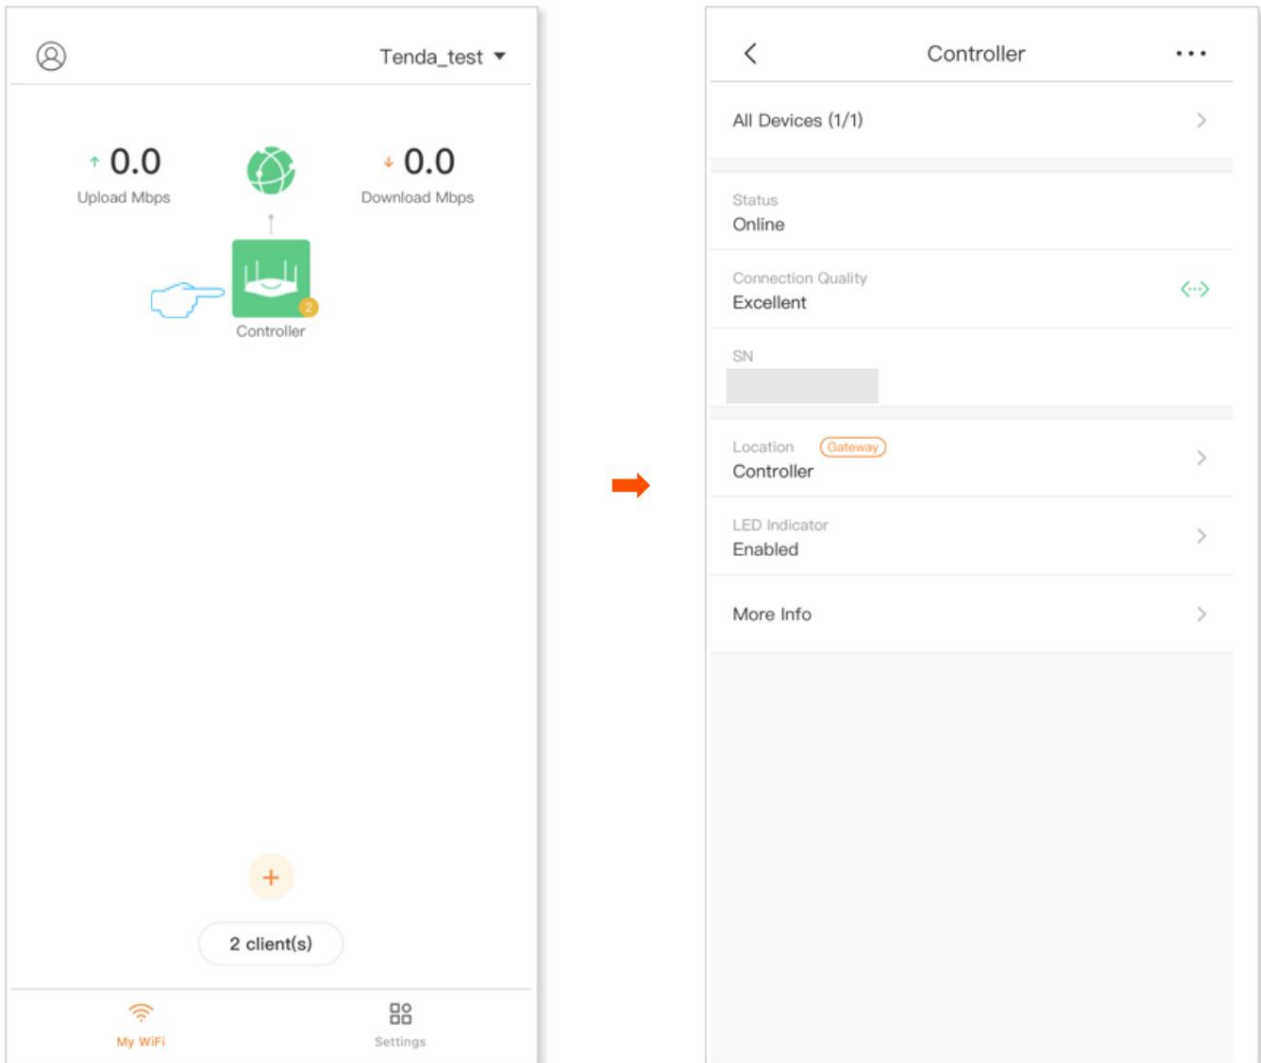 Tenda_test
0.0
Upload Mbps
0.0
Download Mbps
2
Controller
2 client(s)
My WiFi
Settings
Controller
All Devices (1/1)
Status
Online
Connection Quality
Excellent
SN
Location Gateway
Controller
LED Indicator
Enabled
More Info